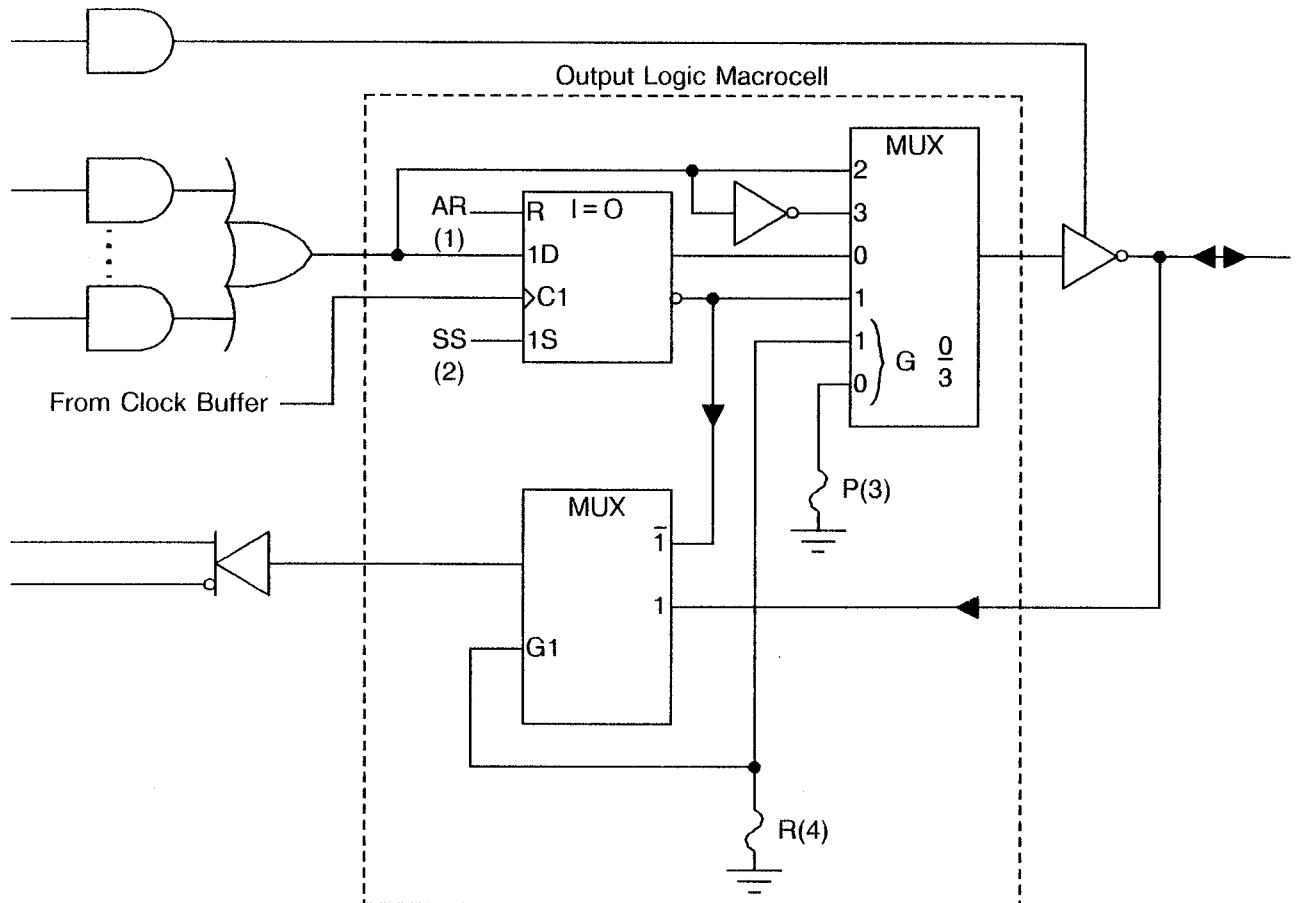 Output Logic Macrocell
MUX
2
3
0
1
1
0
G 0/3
AR
(1)
R
I = O
1D
C1
SS
(2)
1S
From Clock Buffer
P(3)
MUX
1̅
1
G1
R(4)